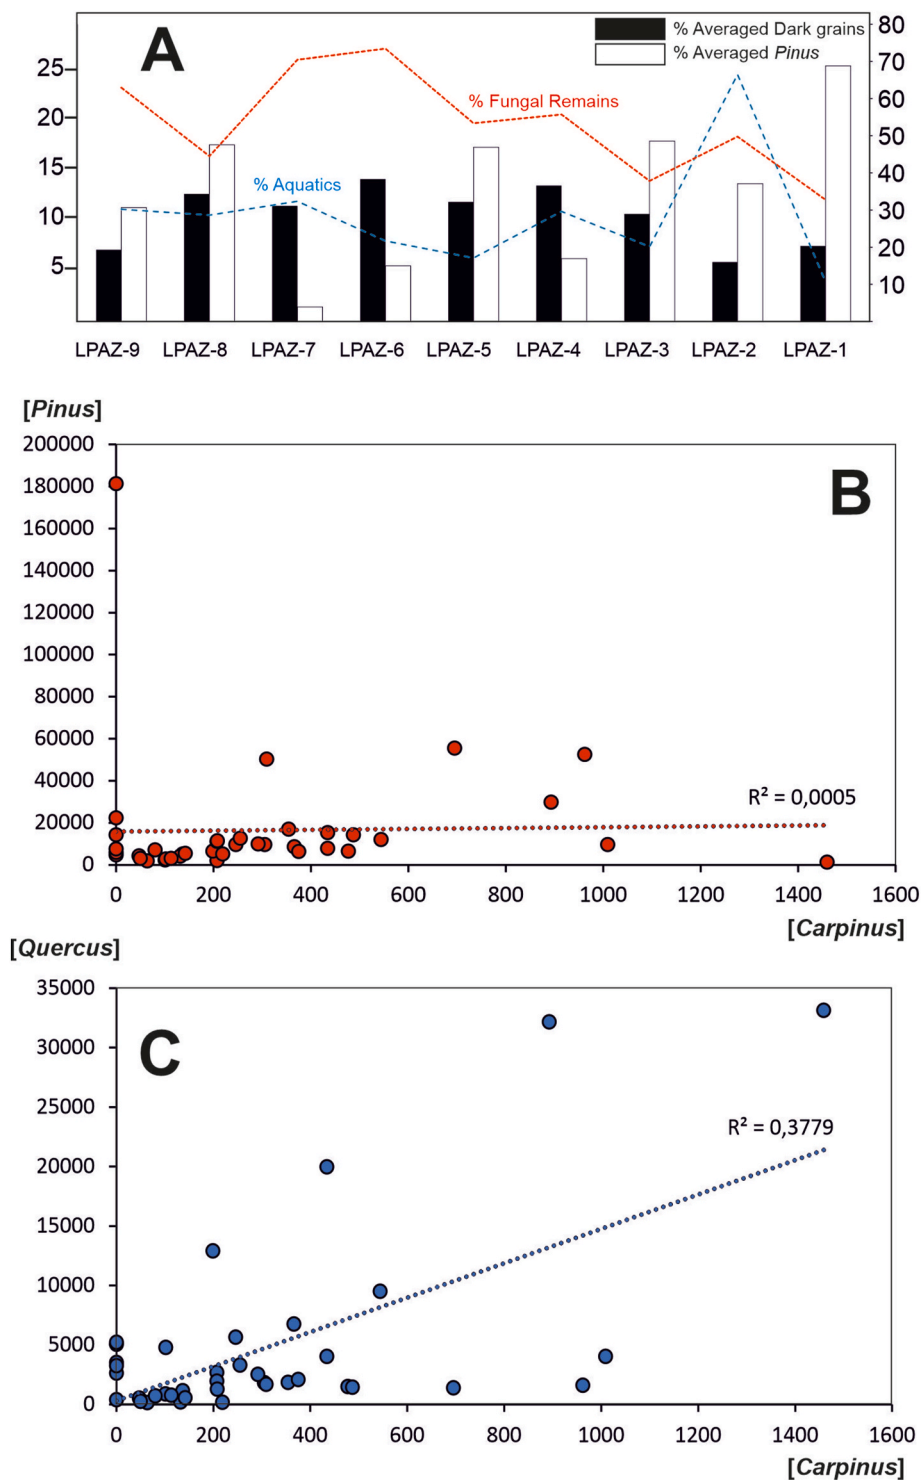 A
% Averaged Dark grains
% Averaged Pinus
80
70
60
50
40
30
20
10
25
20
15
10
5
% Fungal Remains
% Aquatics
LPAZ-9 LPAZ-8 LPAZ-7 LPAZ-6 LPAZ-5 LPAZ-4 LPAZ-3 LPAZ-2 LPAZ-1
[Pinus]
200000
180000
160000
140000
120000
100000
80000
60000
40000
20000
0
B
R² = 0,0005
0 200 400 600 800 1000 1200 1400 1600
[Carpinus]
[Quercus]
35000
30000
25000
20000
15000
10000
5000
0
C
R² = 0,3779
0 200 400 600 800 1000 1200 1400 1600
[Carpinus]